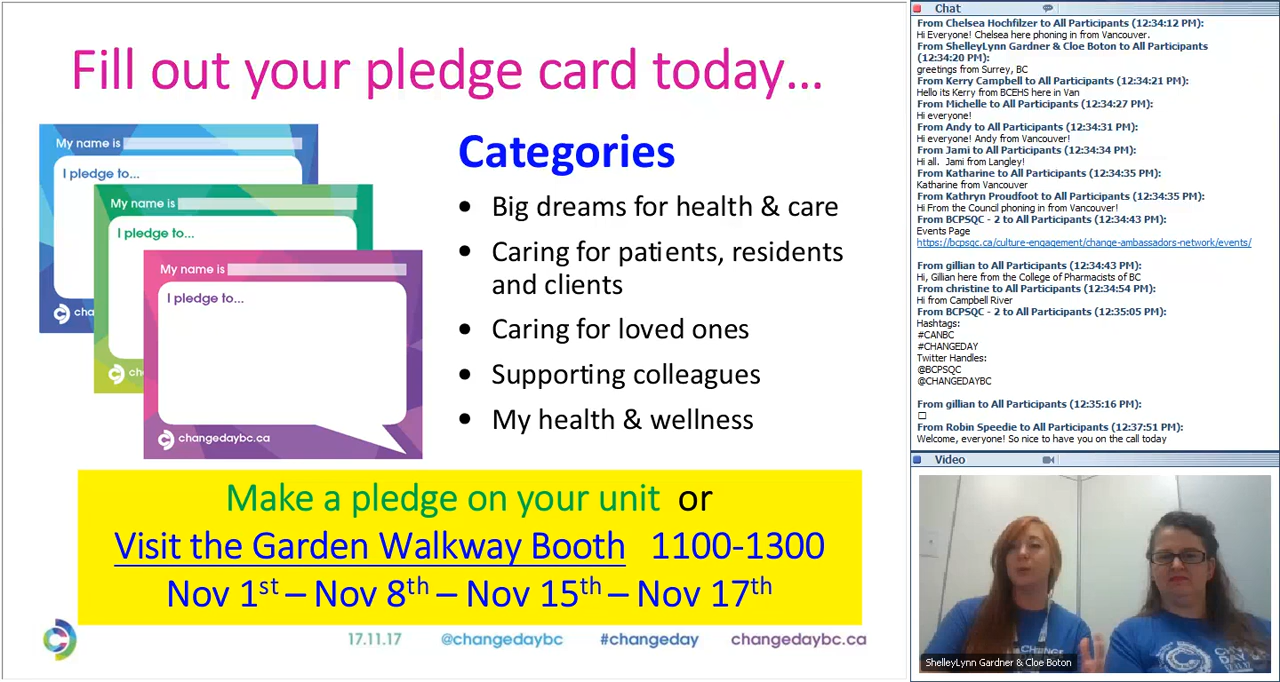 Fill out your pledge card today...
My name is
I pledge to...
cha
My name is
I pledge to...
ch
My name is
I pledge to...
changedaybc.ca
Categories
• Big dreams for health & care
• Caring for patients, residents
and clients
• Caring for loved ones
• Supporting colleagues
• My health & wellness
Make a pledge on your unit or
Visit the Garden Walkway Booth 1100-1300
Nov 1st – Nov 8th – Nov 15th – Nov 17th
17.11.17 @changedaybc #changeday changedaybc.ca
Chat
From Chelsea Hochfilzer to All Participants (12:34:12 PM):
Hi Everyone! Chelsea here phoning in from Vancouver.
From ShelleyLynn Gardner & Cloe Boton to All Participants
(12:34:20 PM):
greetings from Surrey, BC
From Kerry Campbell to All Participants (12:34:21 PM):
Hello its Kerry from BCEHS here in Van
From Michelle to All Participants (12:34:27 PM):
Hi everyone!
From Andy to All Participants (12:34:31 PM):
Hi everyone! Andy from Vancouver!
From Jami to All Participants (12:34:34 PM):
Hi all. Jami from Langley!
From Katharine to All Participants (12:34:35 PM):
Katharine from Vancouver
From Kathryn Proudfoot to All Participants (12:34:35 PM):
Hi From the Council phoning in from Vancouver!
From BCPSQC - 2 to All Participants (12:34:43 PM):
Events Page
https://bcpsqc.ca/culture-engagement/change-ambassadors-network/events/
From gillian to All Participants (12:34:43 PM):
Hi, Gillian here from the College of Pharmacists of BC
From christine to All Participants (12:34:54 PM):
Hi from Campbell River
From BCPSQC - 2 to All Participants (12:35:05 PM):
Hashtags:
#CANBC
#CHANGEDAY
Twitter Handles:
@BCPSQC
@CHANGEDAYBC
From gillian to All Participants (12:35:16 PM):
From Robin Speedie to All Participants (12:37:51 PM):
Welcome, everyone! So nice to have you on the call today
Video
ShelleyLynn Gardner & Cloe Boton